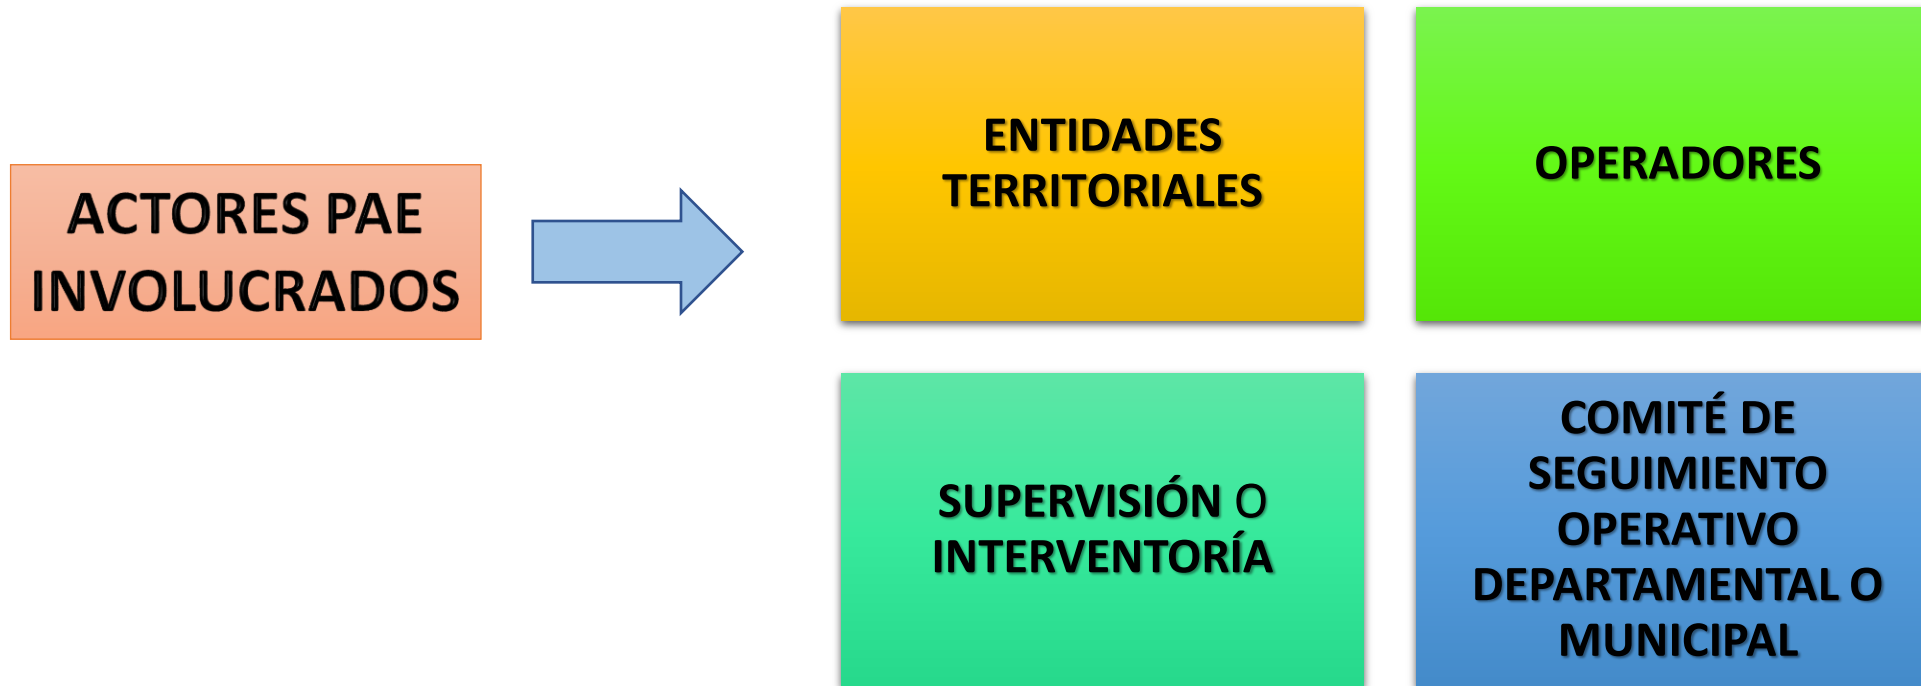 ACTORES PAE
INVOLUCRADOS
ENTIDADES
TERRITORIALES
OPERADORES
SUPERVISIÓN O
INTERVENTORÍA
COMITÉ DE
SEGUIMIENTO
OPERATIVO
DEPARTAMENTAL O
MUNICIPAL